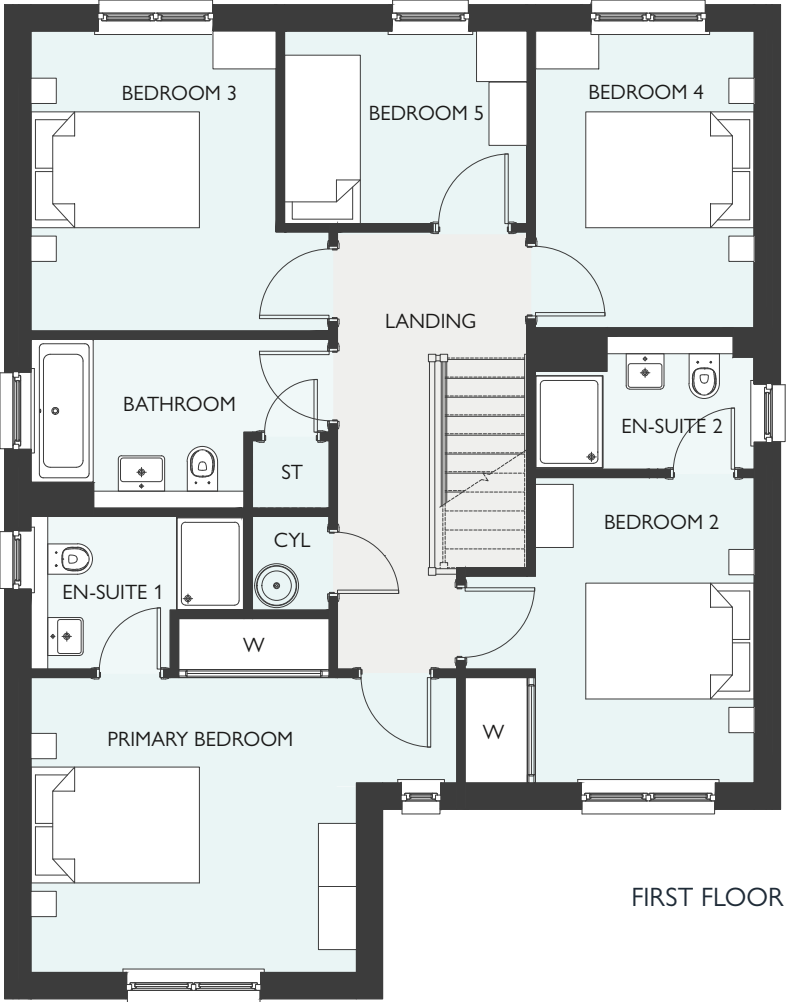 BEDROOM 3
BEDROOM 5
BEDROOM 4
LANDING
BATHROOM
EN-SUITE 2
ST
BEDROOM 2
CYL
EN-SUITE 1
W
PRIMARY BEDROOM
W
FIRST FLOOR